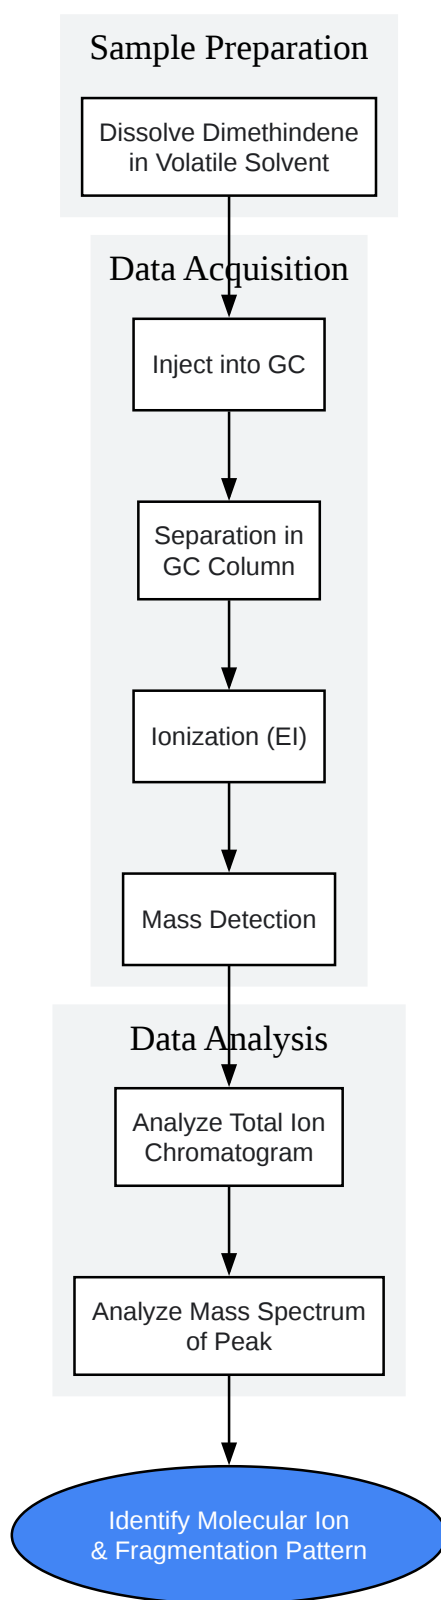 Sample Preparation
Dissolve Dimethindene
in Volatile Solvent
Data Acquisition
Inject into GC
Separation in
GC Column
Ionization (EI)
Mass Detection
Data Analysis
Analyze Total Ion
Chromatogram
Analyze Mass Spectrum
of Peak
Identify Molecular Ion
& Fragmentation Pattern